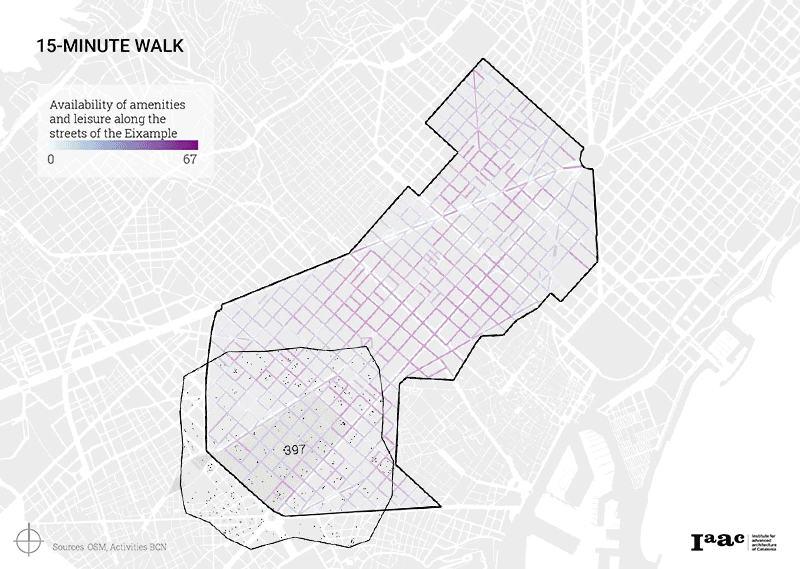 15-MINUTE WALK
Availability of amenities
and leisure along the
streets of the Eixample
0 67
397
Sources: OSM, Activities BCN
Iaac
Institute for
advanced
architecture
of Catalonia